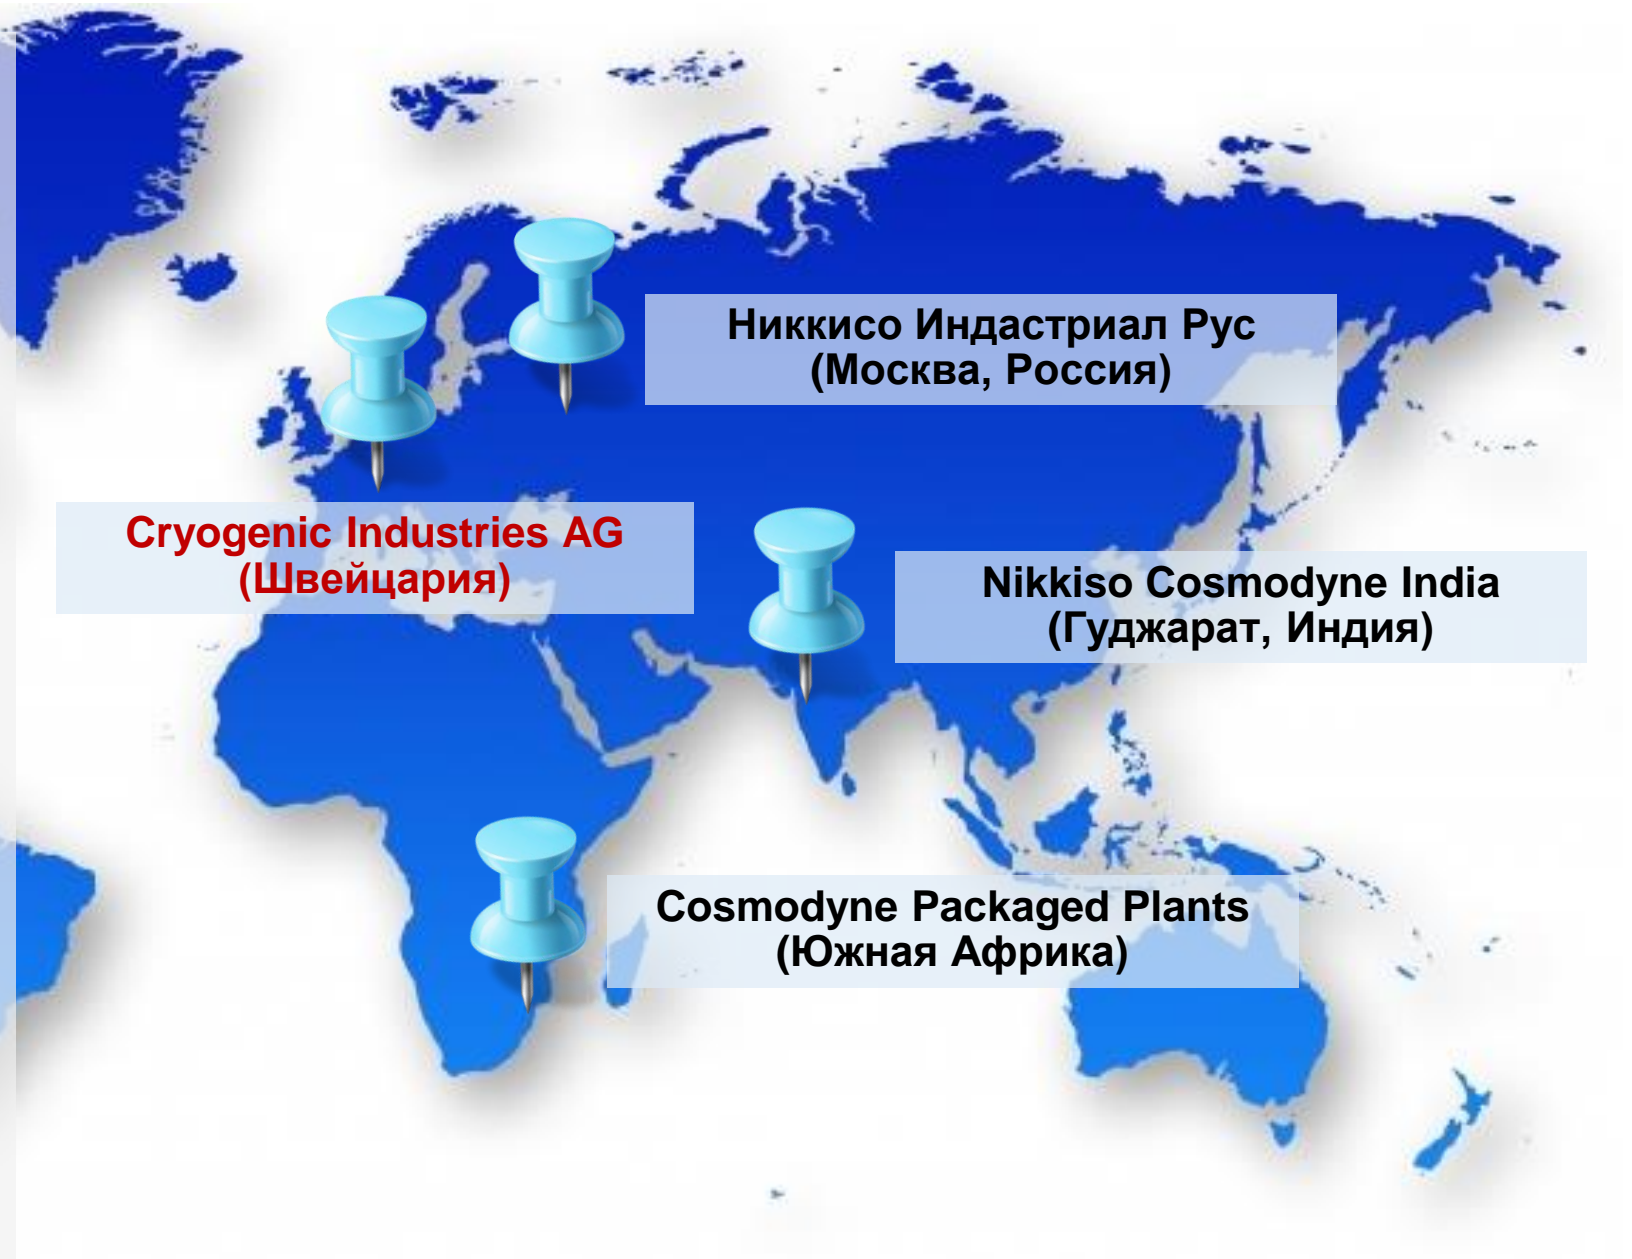 Никкисо Индастриал Рус
(Москва, Россия)
Cryogenic Industries AG
(Швейцария)
Nikkiso Cosmodyne India
(Гуджарат, Индия)
Cosmodyne Packaged Plants
(Южная Африка)